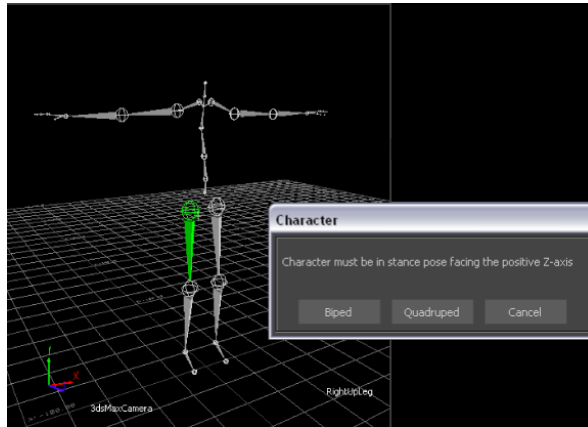 Character
Character must be in stance pose facing the positive Z-axis
Biped
Quadruped
Cancel
X
RightUpLeg
3dsMaxCamera